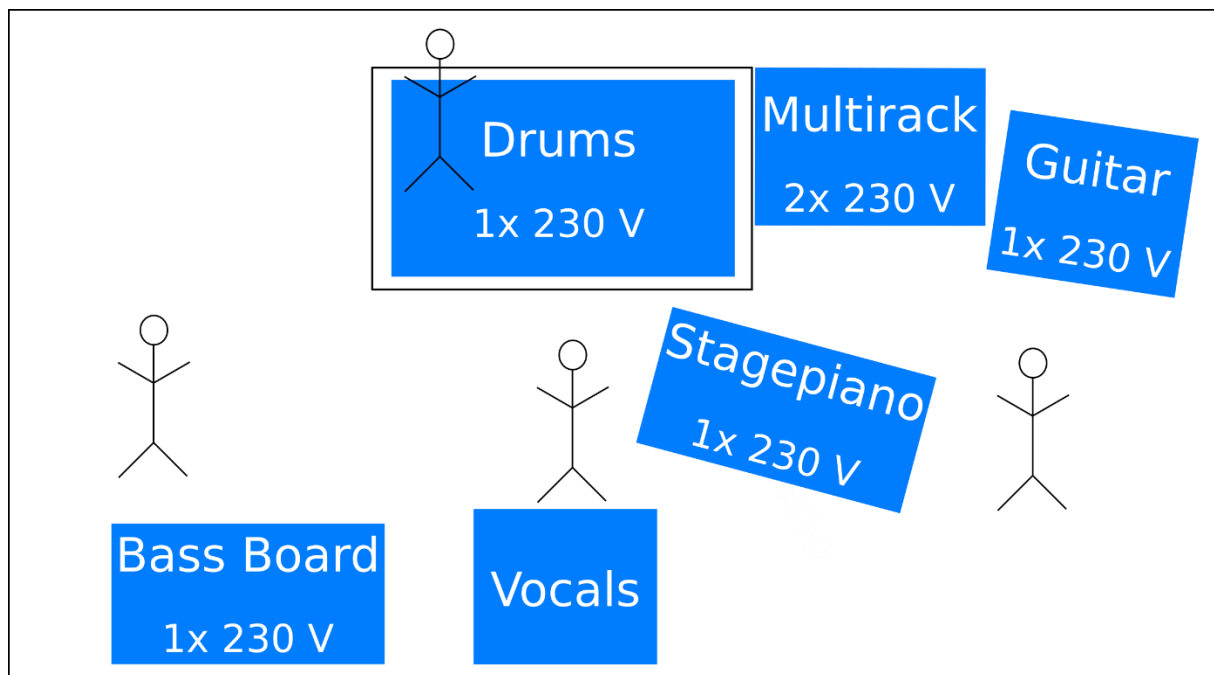 Drums
1x 230 V
Multirack
2x 230 V
Guitar
1x 230 V
Stagepiano
1x 230 V
Bass Board
1x 230 V
Vocals